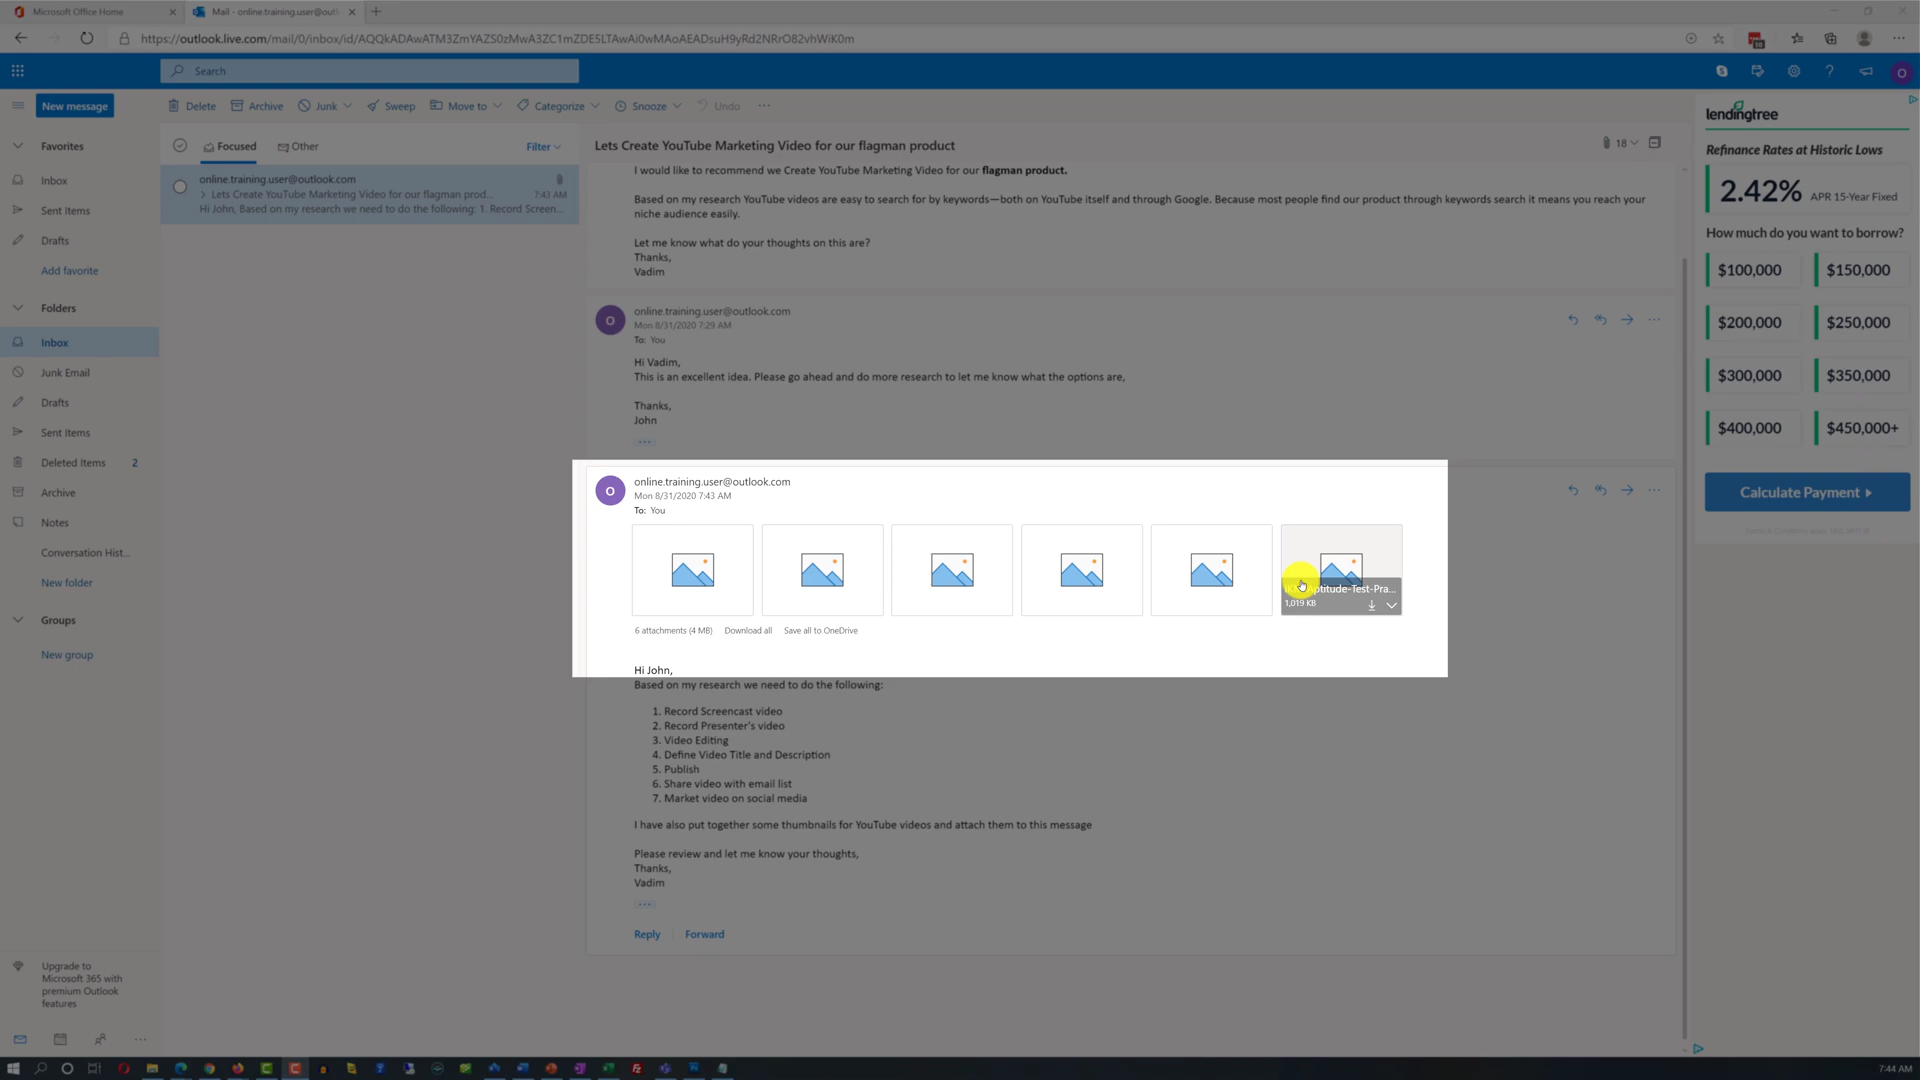 Microsoft Office Home
Mail - online.training.user@outl
https://outlook.live.com/mail/0/inbox/id/AQQkADAwATM3ZmYAZS0zMwA3ZC1mZDE5LTAwAi0wMAoAEADsuH9yRd2NRrO82vhWiK0m
Search
New message
Delete
Archive
Junk
Sweep
Move to
Categorize
Snooze
Undo
Favorites
Inbox
Sent Items
Drafts
Add favorite
Folders
Inbox
Junk Email
Drafts
Sent Items
Deleted Items 2
Archive
Notes
Conversation Hist...
New folder
Groups
New group
Upgrade to
Microsoft 365 with
premium Outlook
features
Focused
Other
Filter
online.training.user@outlook.com
Lets Create YouTube Marketing Video for our flagman prod... 7:43 AM
Hi John, Based on my research we need to do the following: 1. Record Screen...
Lets Create YouTube Marketing Video for our flagman product
18
I would like to recommend we Create YouTube Marketing Video for our flagman product.
Based on my research YouTube videos are easy to search for by keywords—both on YouTube itself and through Google. Because most people find our product through keywords search it means you reach your
niche audience easily.
Let me know what do your thoughts on this are?
Thanks,
Vadim
O
online.training.user@outlook.com
Mon 8/31/2020 7:29 AM
To: You
Hi Vadim,
This is an excellent idea. Please go ahead and do more research to let me know what the options are,
Thanks,
John
O
online.training.user@outlook.com
Mon 8/31/2020 7:43 AM
To: You
Aptitude-Test-Pra...
1,019 KB
6 attachments (4 MB) Download all Save all to OneDrive
Hi John,
Based on my research we need to do the following:
1. Record Screencast video
2. Record Presenter's video
3. Video Editing
4. Define Video Title and Description
5. Publish
6. Share video with email list
7. Market video on social media
I have also put together some thumbnails for YouTube videos and attach them to this message
Please review and let me know your thoughts,
Thanks,
Vadim
Reply
Forward
O
lendingtree
Refinance Rates at Historic Lows
2.42% APR 15-Year Fixed
How much do you want to borrow?
$100,000 $150,000
$200,000 $250,000
$300,000 $350,000
$400,000 $450,000+
Calculate Payment
7:44 AM